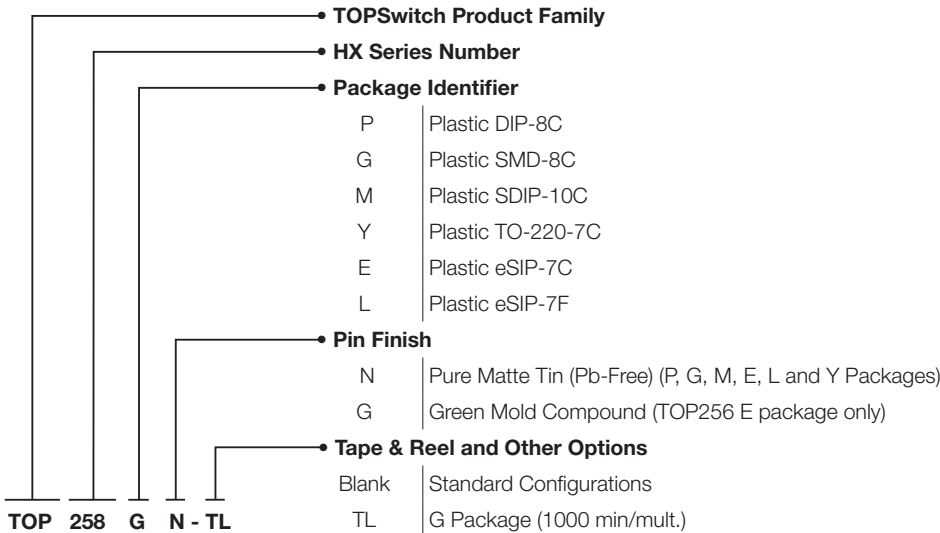 TOPSwitch Product Family
HX Series Number
Package Identifier
P Plastic DIP-8C
G Plastic SMD-8C
M Plastic SDIP-10C
Y Plastic TO-220-7C
E Plastic eSIP-7C
L Plastic eSIP-7F
Pin Finish
N Pure Matte Tin (Pb-Free) (P, G, M, E, L and Y Packages)
G Green Mold Compound (TOP256 E package only)
Tape & Reel and Other Options
Blank Standard Configurations
TL G Package (1000 min/mult.)
TOP 258 G N - TL